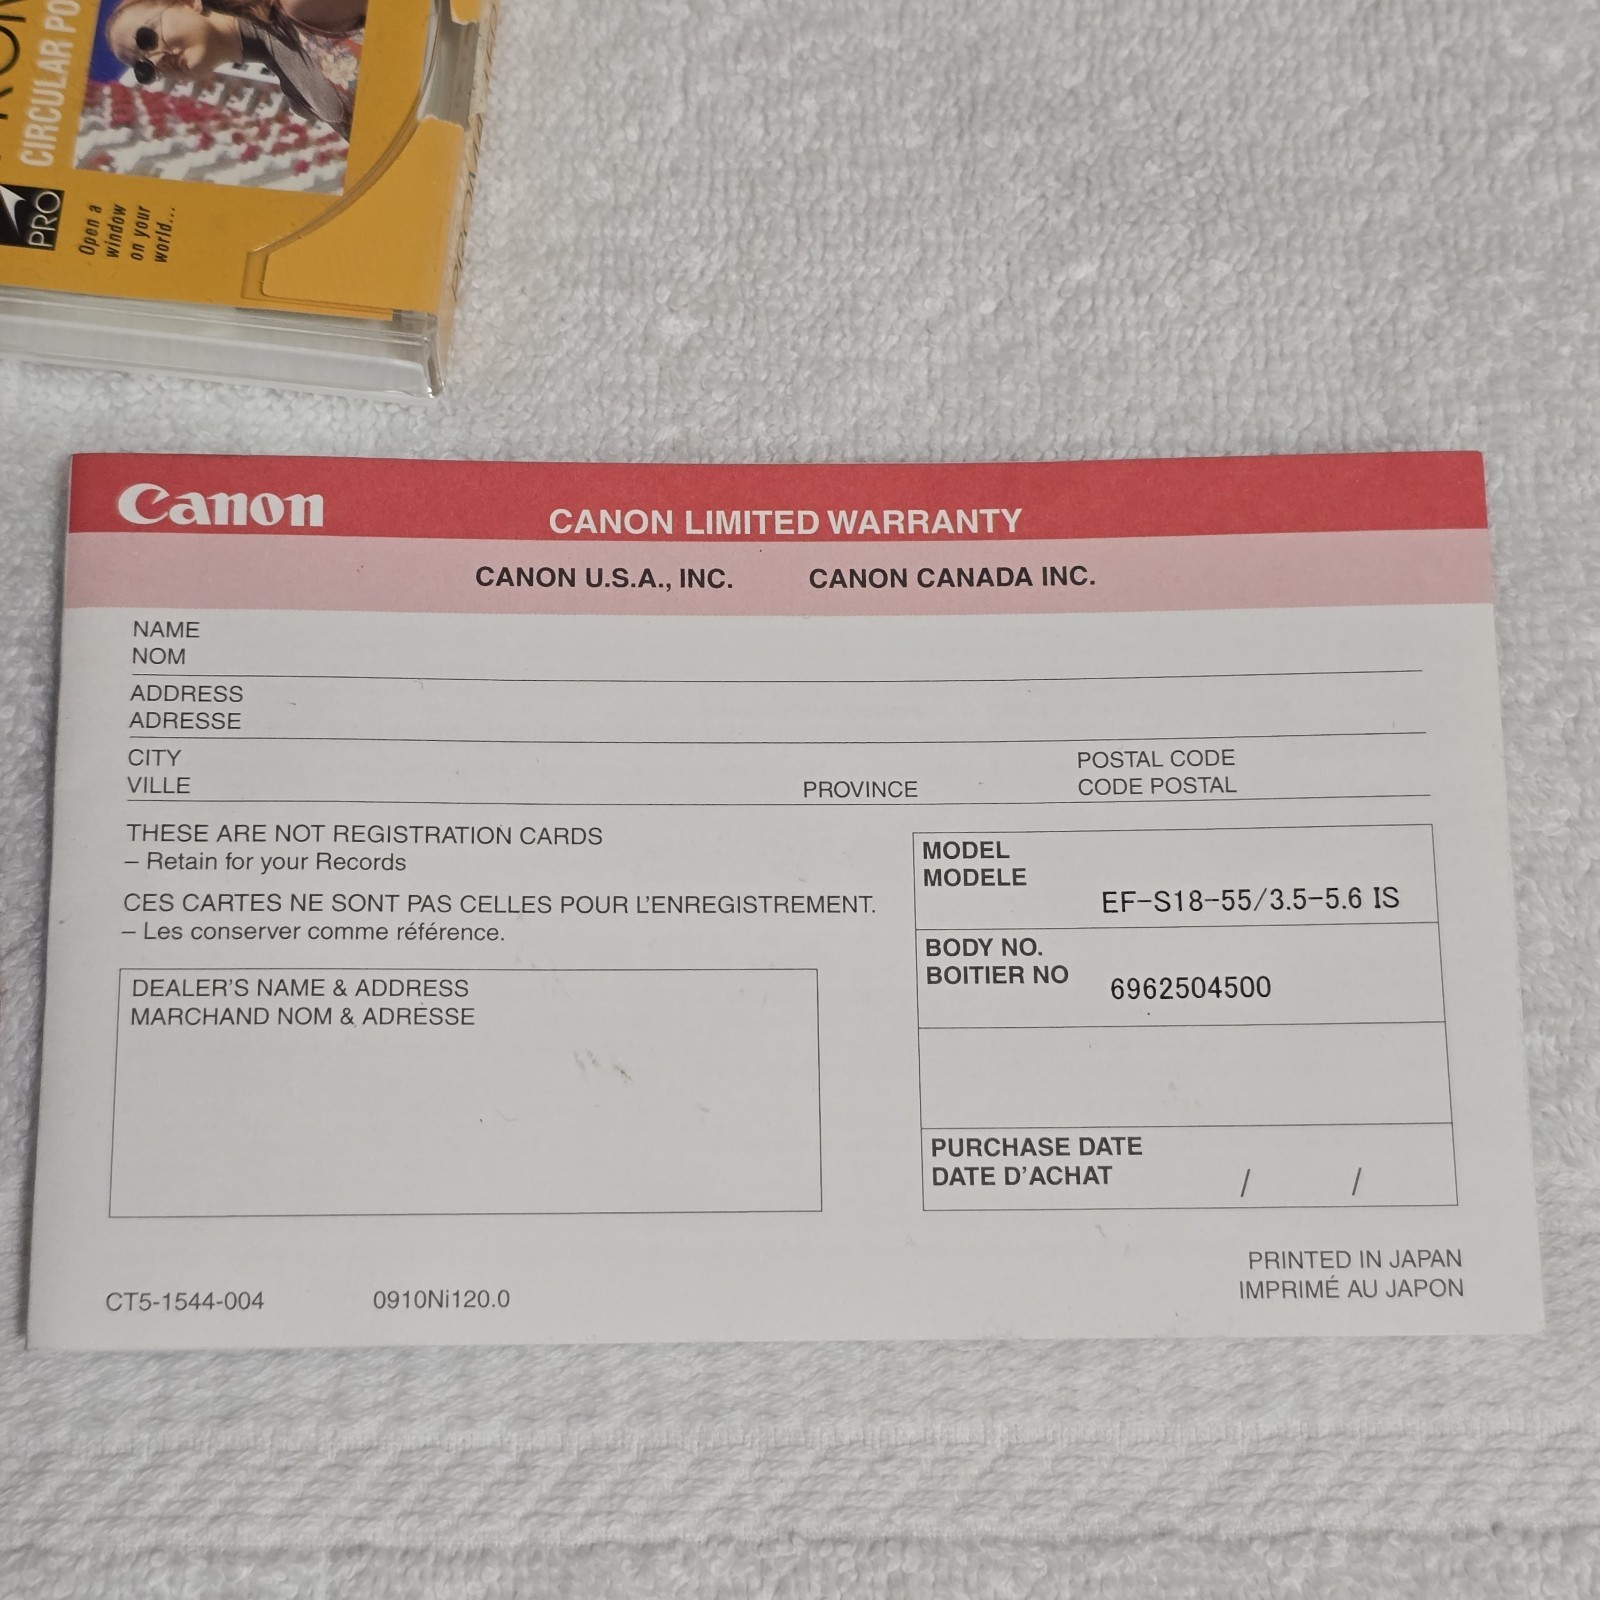 CIRCULAR PO
PRO
Open a
window
on your
world...
Canon
CANON LIMITED WARRANTY
CANON U.S.A., INC. CANON CANADA INC.
NAME
NOM
ADDRESS
ADRESSE
CITY
VILLE
PROVINCE
POSTAL CODE
CODE POSTAL
THESE ARE NOT REGISTRATION CARDS
– Retain for your Records
CES CARTES NE SONT PAS CELLES POUR L'ENREGISTREMENT.
– Les conserver comme référence.
DEALER'S NAME & ADDRESS
MARCHAND NOM & ADRESSE
MODEL
MODELE
EF-S18-55/3.5-5.6 IS
BODY NO.
BOITIER NO
6962504500
PURCHASE DATE
DATE D'ACHAT / /
PRINTED IN JAPAN
IMPRIMÉ AU JAPON
CT5-1544-004 0910Ni120.0